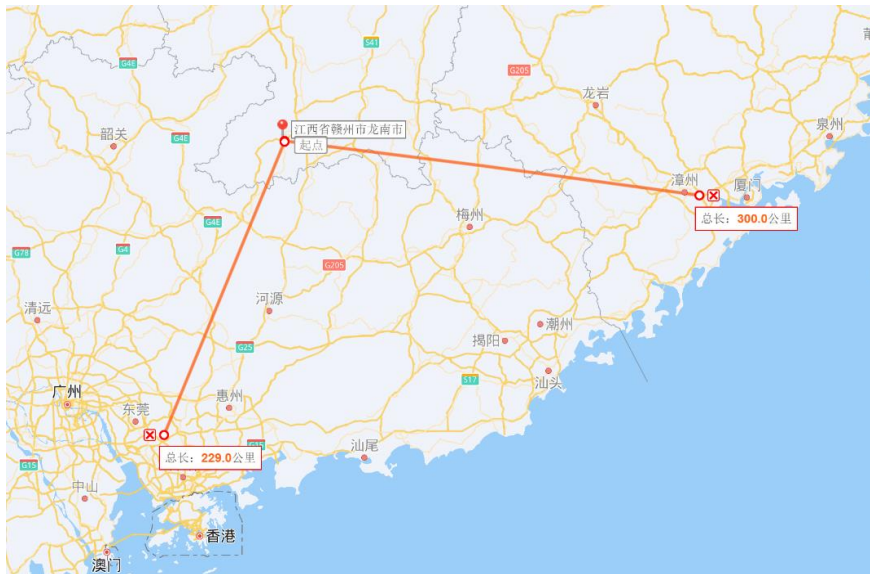 S41
G4E
G205
莆
龙岩
江西省赣州市龙南市
泉州
韶关
G4E
起点
漳州
厦门
总长：300.0公里
梅州
G4E
G4
G78
G205
河源
清远
潮州
揭阳
G25
S17
汕头
广州
惠州
东莞
汕尾
G15
总长：229.0公里
G15
中山
香港
澳门